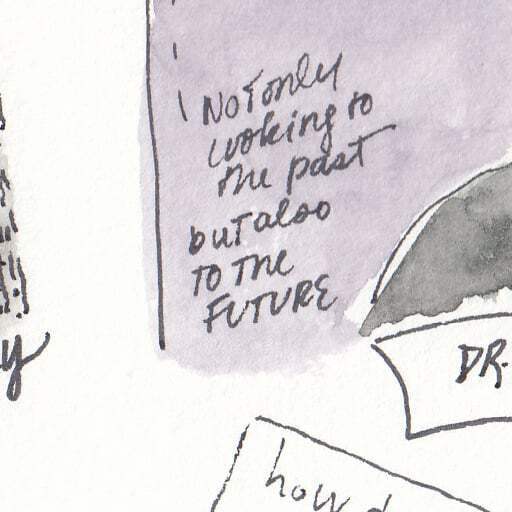 NOT only
looking to
the past
but also
TO THE
FUTURE
y
DR.
how d